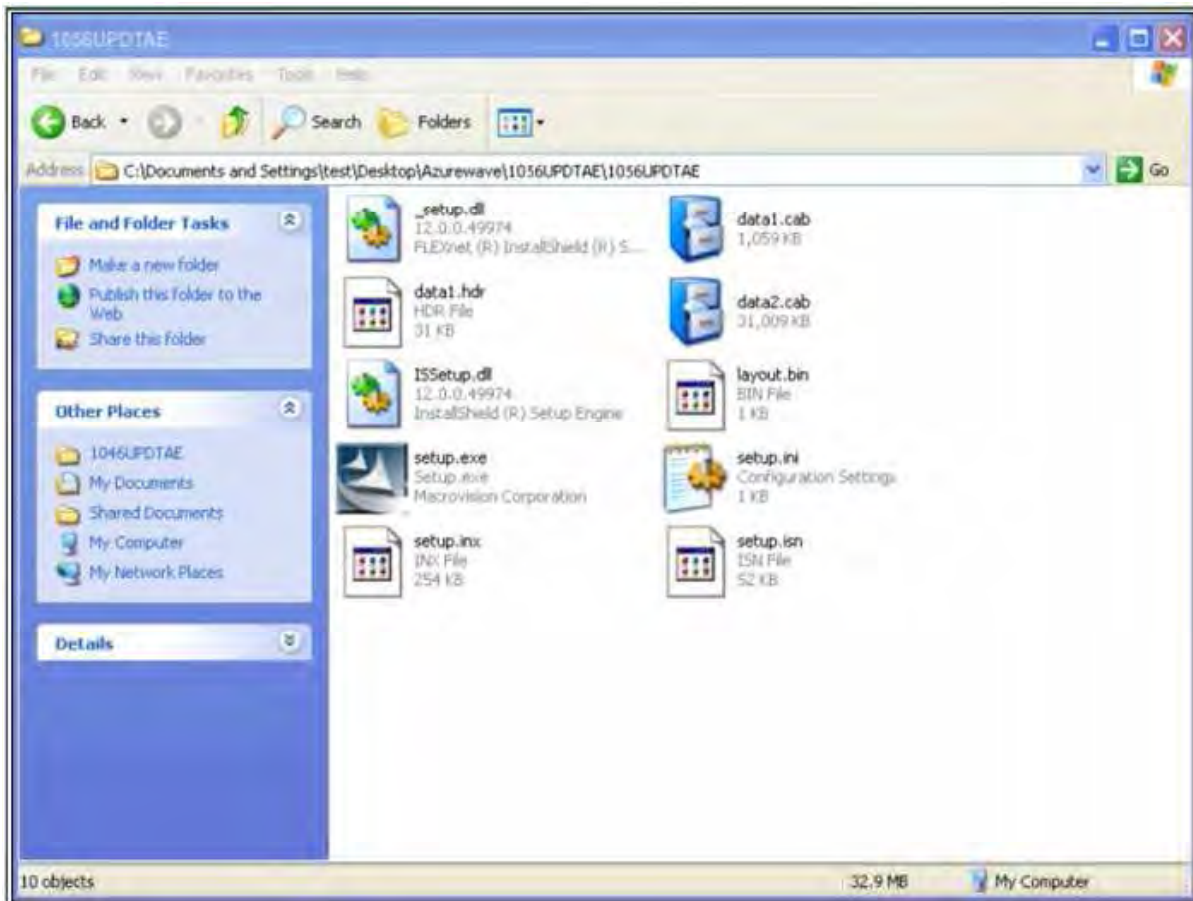 1056UPDTAE
File Edit View Favorites Tools Help
Back Search Folders
Address C:\Documents and Settings\test\Desktop\Azurewave\1056UPDTAE\1056UPDTAE Go
File and Folder Tasks
Make a new folder
Publish this folder to the
Web
Share this folder
Other Places
1046UPDTAE
My Documents
Shared Documents
My Computer
My Network Places
Details
_setup.dll
12.0.0.49974
FLEXnet (R) InstallShield (R) S...
data1.cab
1,059 KB
data1.hdr
HDR File
31 KB
data2.cab
31,009 KB
ISSetup.dll
12.0.0.49974
InstallShield (R) Setup Engine
layout.bin
BIN File
1 KB
setup.exe
Setup.exe
Macrovision Corporation
setup.ini
Configuration Settings
1 KB
setup.inx
INX File
254 KB
setup.isn
ISN File
52 KB
10 objects 32.9 MB My Computer